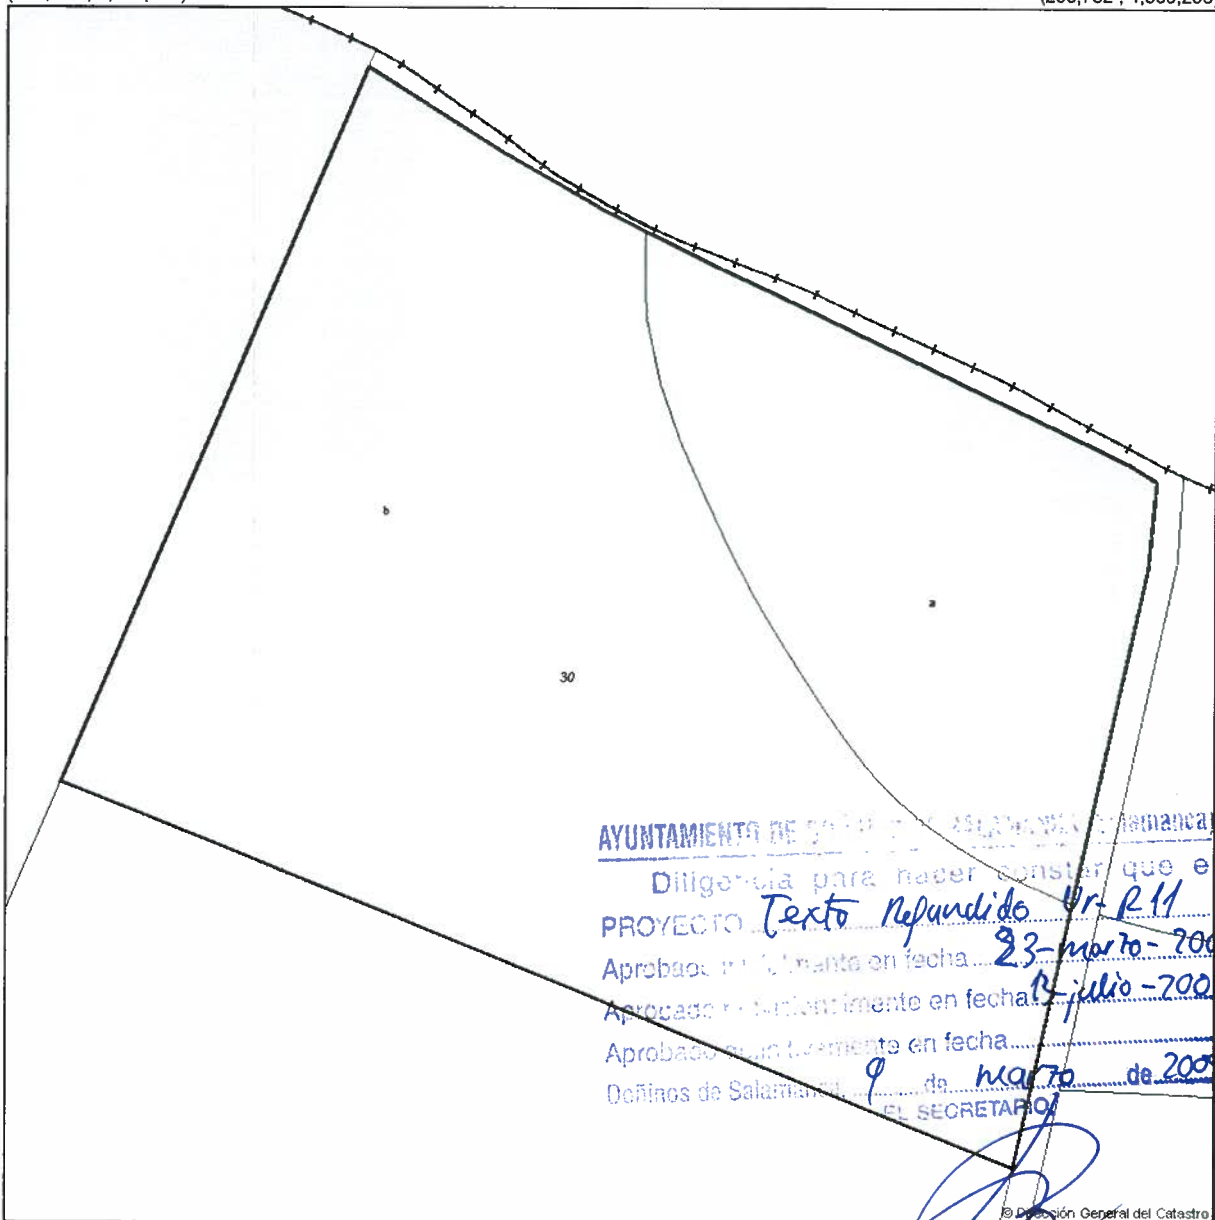 b
a
30
AYUNTAMIENTO DE
Diligencia para hacer constar que e
PROYECTO Texto Refundido Ur-R11
Aprobado en fecha 23-marzo-200
Aprobado en fecha 13-julio-200
Aprobado en fecha
Doñinos de Salamanca, 9 de marzo de 200
EL SECRETARIO
© Dirección General del Catastro